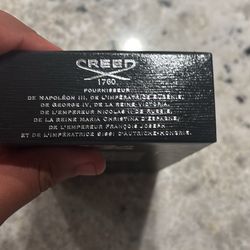 CREED
1760
FOURNISSEUR
DE NAPOLÉON III, DE L'IMPÉRATRICE EUGÉNIE,
DE GEORGE IV, DE LA REINE VICTORIA,
DE L'EMPEREUR NICOLAS II DE RUSSIE,
DE LA REINE MARIA CHRISTINA D'ESPAGNE,
DE L'EMPEREUR FRANÇOIS JOSEPH
ET DE L'IMPÉRATRICE SISSI D'AUTRICHE-HONGRIE.